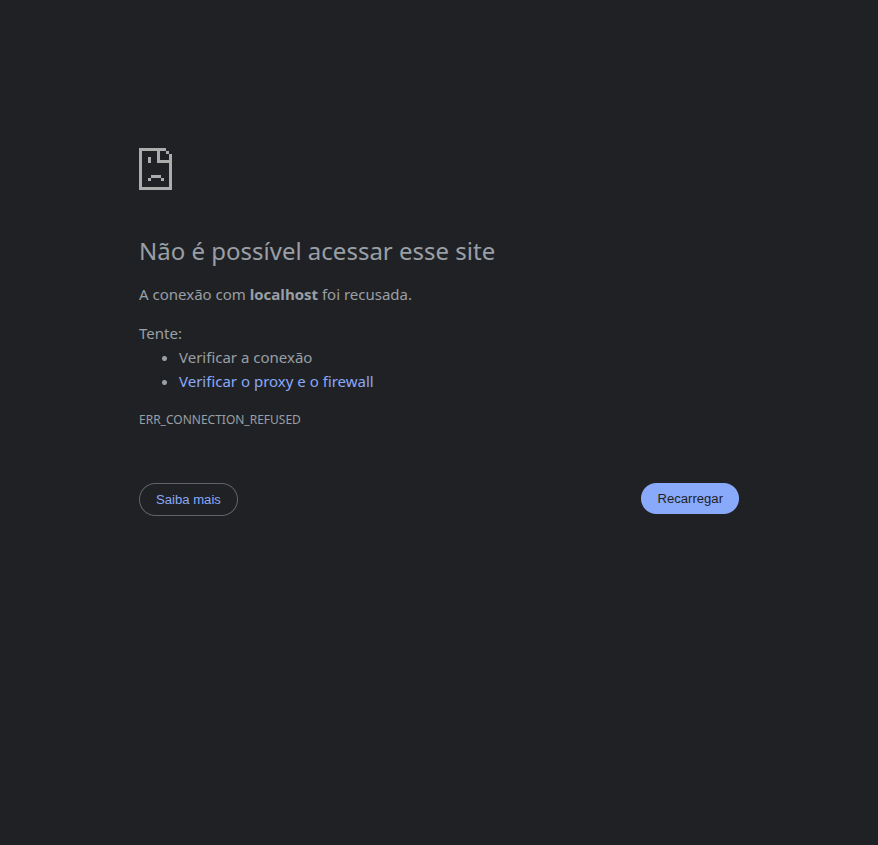 Não é possível acessar esse site
A conexão com localhost foi recusada.
Tente:
Verificar a conexão
Verificar o proxy e o firewall
ERR_CONNECTION_REFUSED
Saiba mais
Recarregar